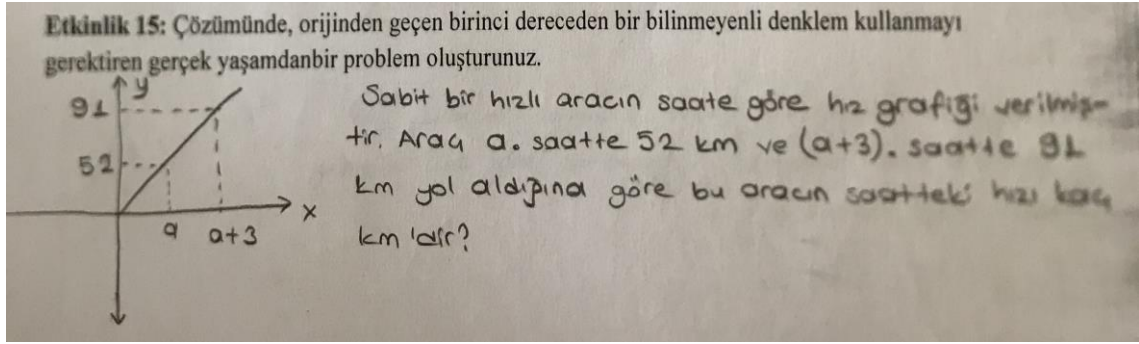 Etkinlik 15: Çözümünde, orijinden geçen birinci dereceden bir bilinmeyenli denklem kullanmayı
gerektiren gerçek yaşamdanbir problem oluşturunuz.
y
91
52
a
a+3
x
Sabit bir hızlı aracın saate göre hız grafiği verilmiş-
tir. Araç a. saatte 52 km ve (a+3). saatte 91
km yol aldığına göre bu aracın saatteki hızı kaç
km'dir?